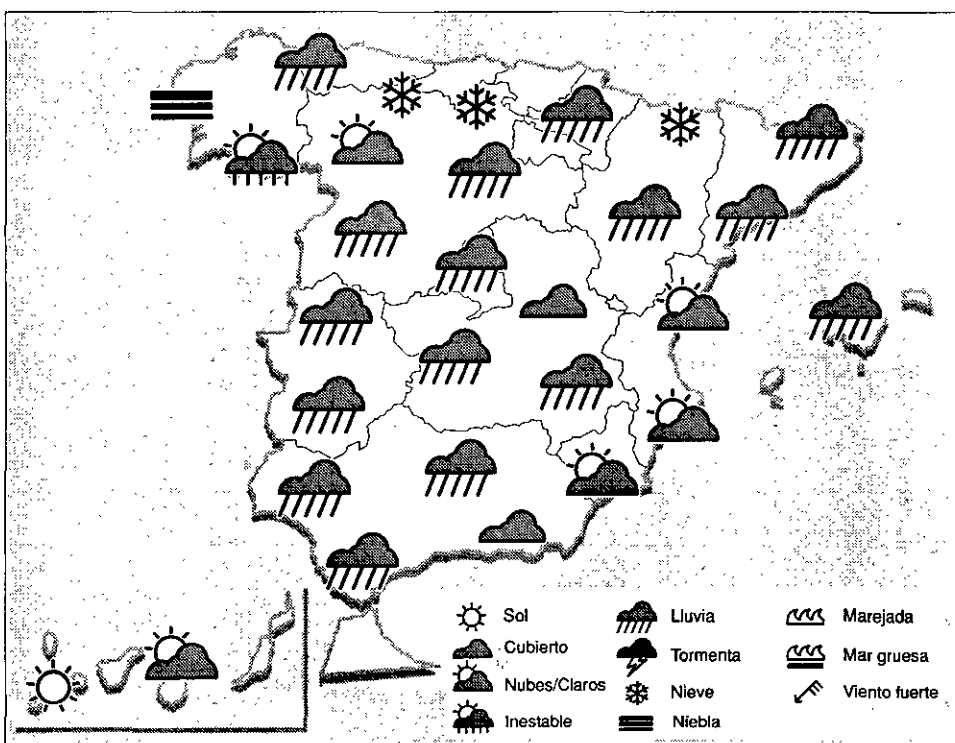 Sol
Cubierto
Nubes/Claros
Inestable
Lluvia
Tormenta
Nieve
Niebla
Marejada
Mar gruesa
Viento fuerte